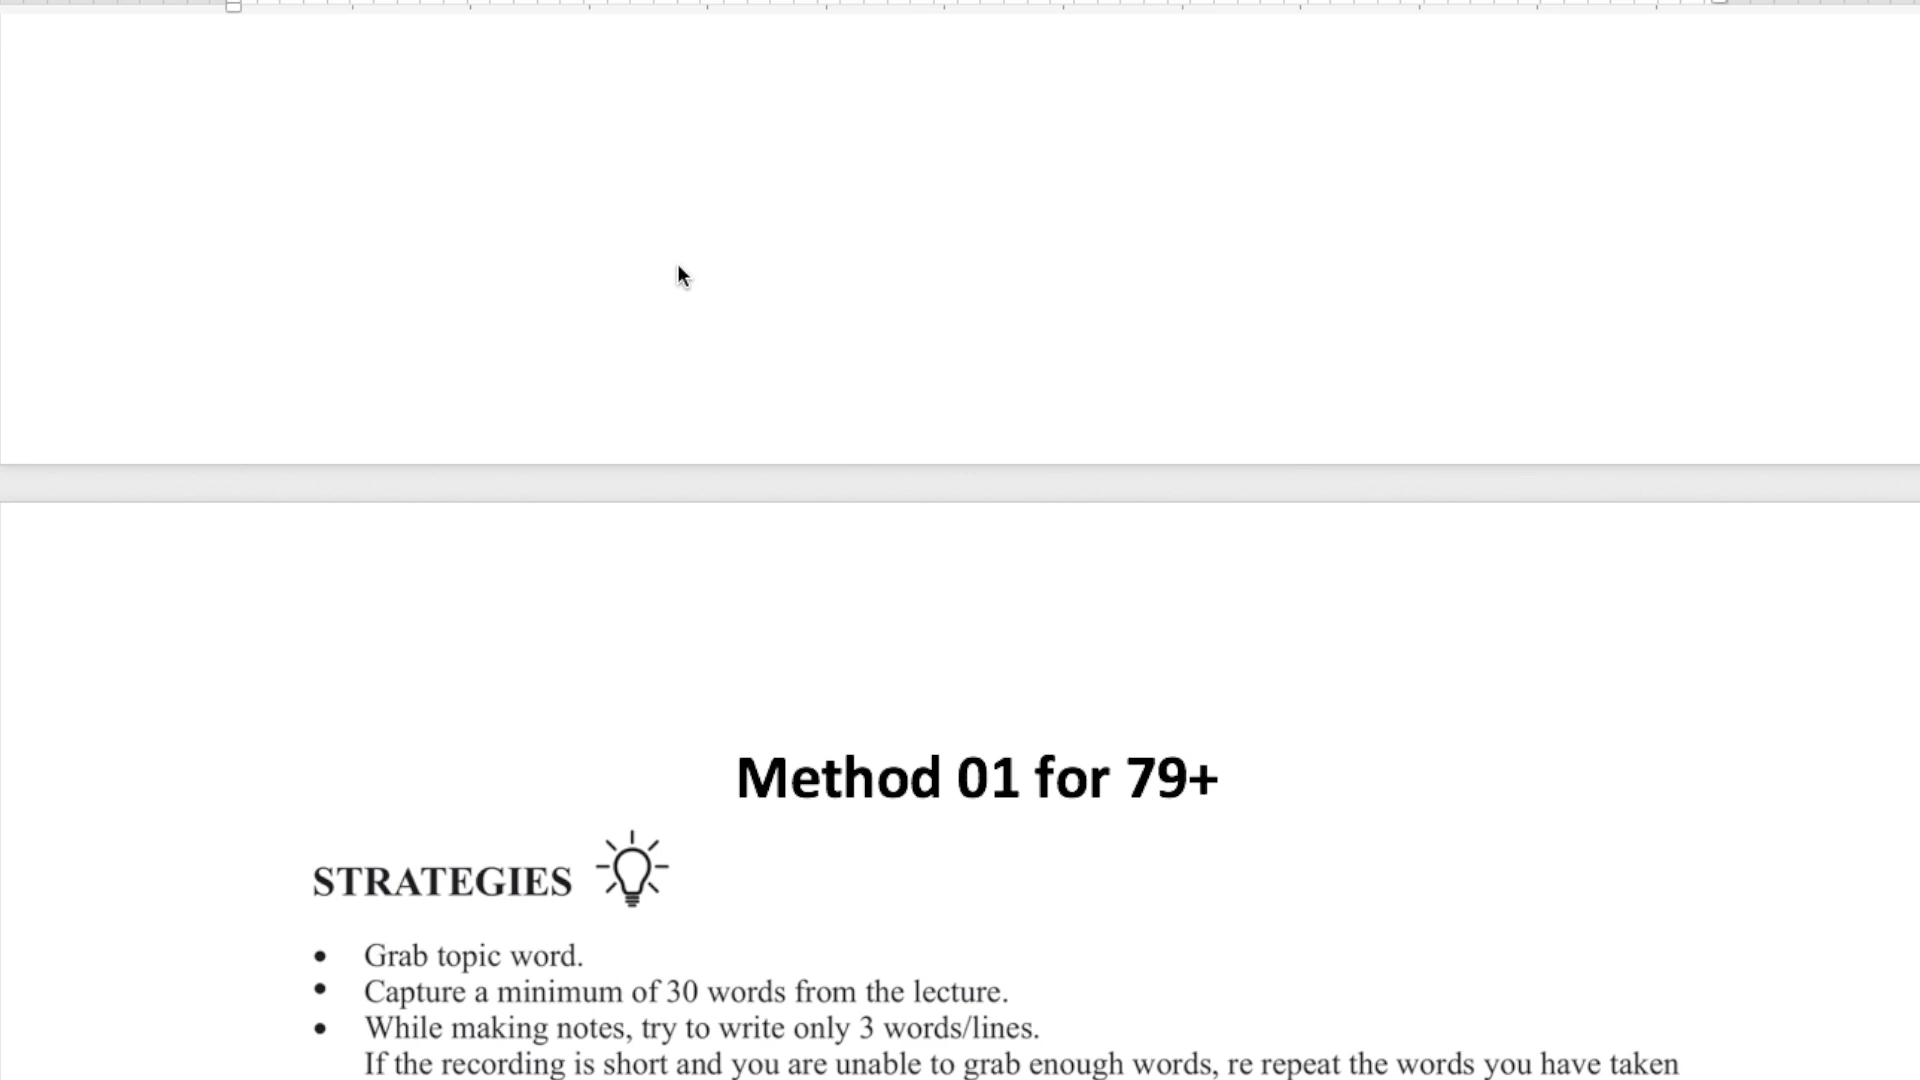 Method 01 for 79+
STRATEGIES
• Grab topic word.
• Capture a minimum of 30 words from the lecture.
• While making notes, try to write only 3 words/lines.
If the recording is short and you are unable to grab enough words, re repeat the words you have taken